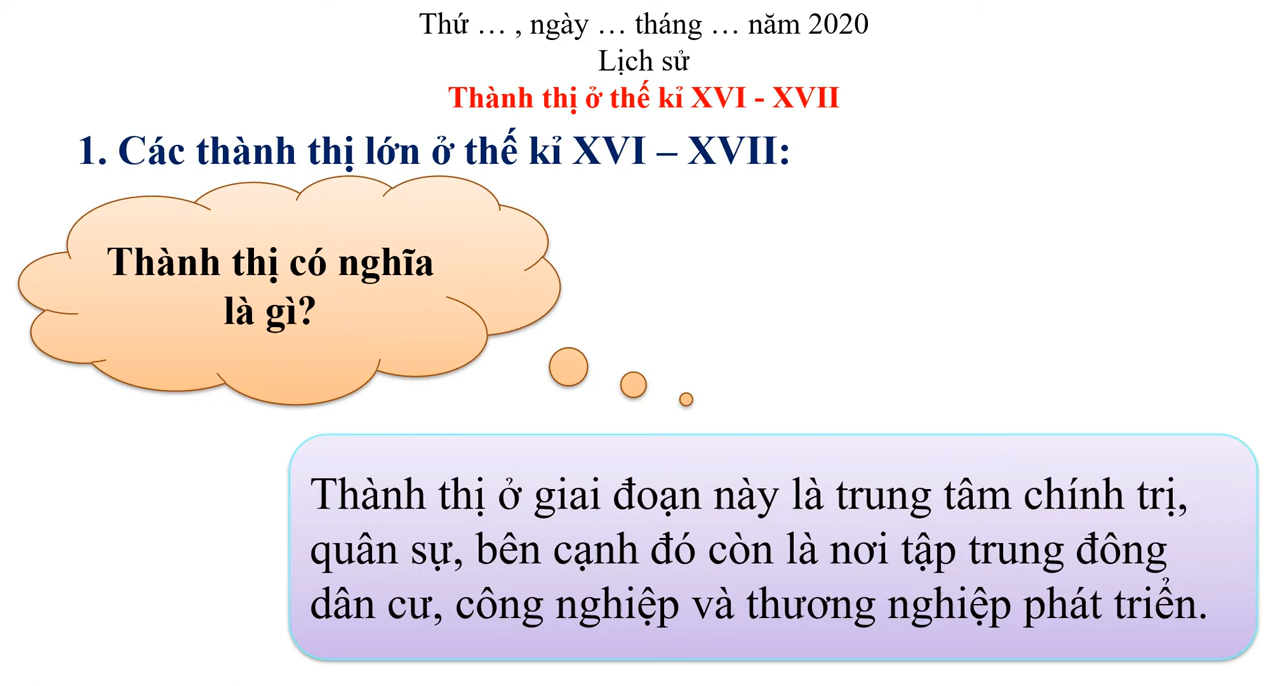 Thứ … , ngày … tháng … năm 2020
Lịch sử
Thành thị ở thế kỉ XVI - XVII
1. Các thành thị lớn ở thế kỉ XVI – XVII:
Thành thị có nghĩa
là gì?
Thành thị ở giai đoạn này là trung tâm chính trị,
quân sự, bên cạnh đó còn là nơi tập trung đông
dân cư, công nghiệp và thương nghiệp phát triển.